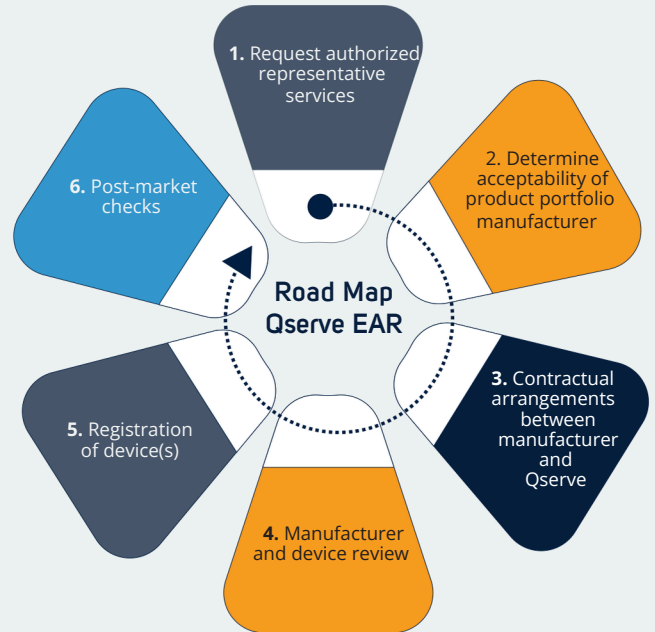 1. Request authorized
representative
services
2. Determine
acceptability of
product portfolio
manufacturer
3. Contractual
arrangements
between
manufacturer
and
Qserve
4. Manufacturer
and device review
5. Registration
of device(s)
6. Post-market
checks
Road Map
Qserve EAR